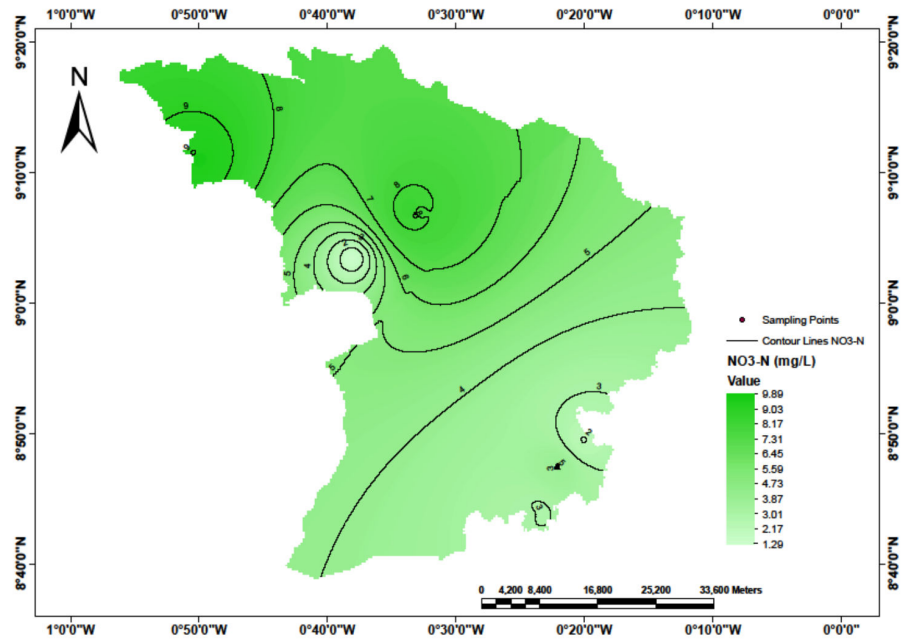 1°0'0"W 0°50'0"W 0°40'0"W 0°30'0"W 0°20'0"W 0°10'0"W 0°0'0"
9°20'0"N 9°20'0"N
N
9 8
9
9°10'0"N 9°10'0"N
7 8
2
4 5 6 5
9°0'0"N 9°0'0"N
Sampling Points
Contour Lines NO3-N
NO3-N (mg/L)
Value
5 4 3
9.89
9.03
8.17
7.31
6.45
5.59
4.73
3.87
3.01
2.17
1.29
2
8°50'0"N 8°50'0"N
3 5
3
8°40'0"N 8°40'0"N
0 4,200 8,400 16,800 25,200 33,600 Meters
1°0'0"W 0°50'0"W 0°40'0"W 0°30'0"W 0°20'0"W 0°10'0"W 0°0'0"